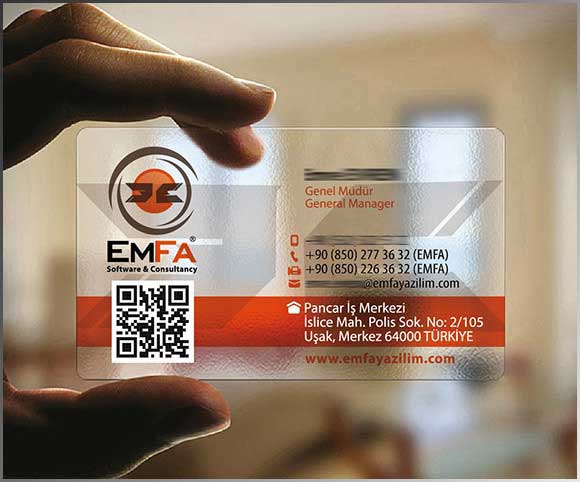 EMFA®
Software & Consultancy
Genel Müdür
General Manager
+90 (850) 277 36 32 (EMFA)
+90 (850) 226 36 32 (EMFA)
@emfayazilim.com
Pancar İş Merkezi
İslice Mah. Polis Sok. No: 2/105
Uşak, Merkez 64000 TÜRKİYE
www.emfayazilim.com